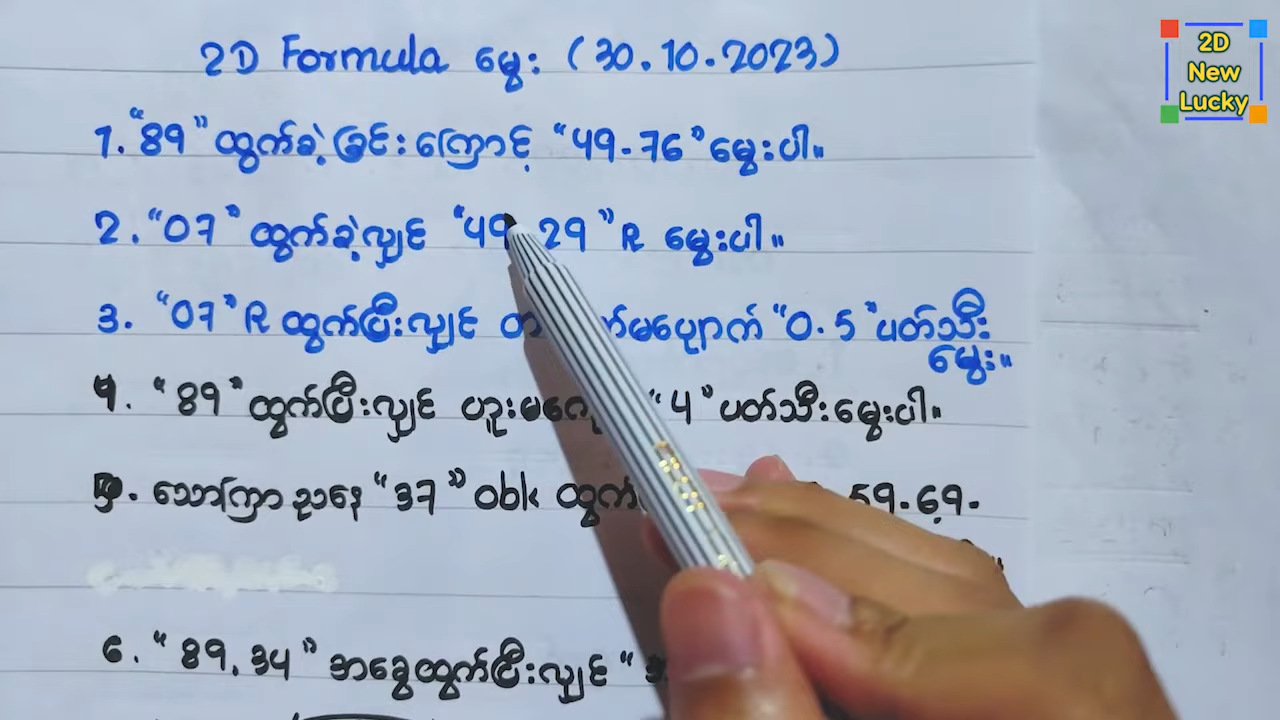 2D Formula မွေး (30.10.2023)
1. "89" ထွက်ခဲ့ခြင်းကြောင့် "49-76" မွေးပါ။
2. "07" ထွက်ခဲ့လျှင် "49 29" R မွေးပါ။
3. "07" R ထွက်ပြီးလျှင် "0.5" ပတ်သီး
မွေး။
4. "89" ထွက်ပြီးလျှင် ဟူး "4" ပတ်သီးမွေးပါ။
5. သောကြာညနေ "37" obk ထွက် 59-69-
6. "89.34" အခွေထွက်ပြီးလျှင် "
2D
New
Lucky